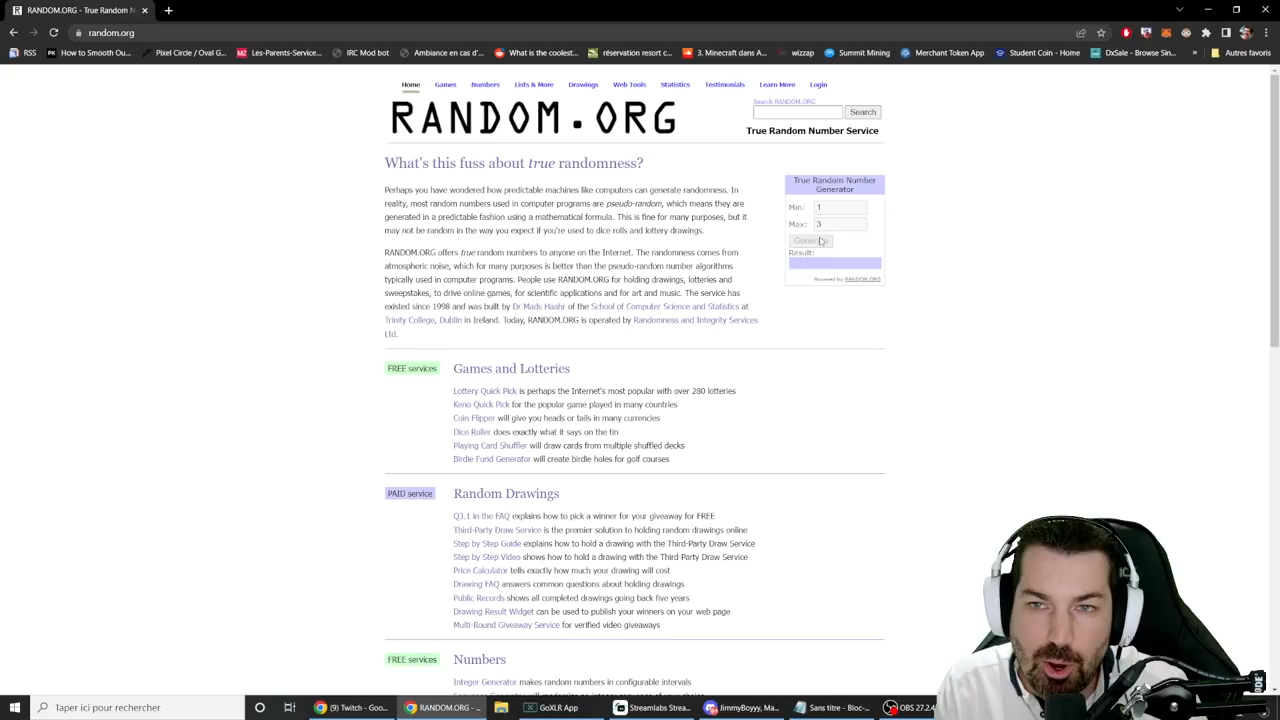 RANDOM.ORG
random.org
RSS
How To Make a Min...
Pixel Circle / Oval G...
Les-Parents-Service...
IRC Mod bot
Ambiance en cas d'...
What is the coolest...
réservation resort c...
3. Minecraft dans A...
wizzap
Summit Mining
Merchant Token App
Student Coin - Home
DxSale - More
Autres favoris
Home
Games
Numbers
Lists & More
Drawings
Web Tools
Statistics
Testimonials
Learn More
Login
RANDOM.ORG
Search RANDOM.ORG
Search
True Random Number Service
What's this fuss about true randomness?
Perhaps you have wondered how predictable machines like computers can generate randomness. In
reality, most random numbers used in computer programs are pseudo-random, which means they are
generated in a predictable fashion using a mathematical formula. This is fine for many purposes, but it
may not be random in the way you expect if you're used to dice rolls and lottery drawings.
RANDOM.ORG offers true random numbers to anyone on the Internet. The randomness comes from
atmospheric noise, which for many purposes is better than the pseudo-random number algorithms
typically used in computer programs. People use RANDOM.ORG for holding drawings, lotteries and
sweepstakes, to drive online games, for scientific applications and for art and music. The service has
existed since 1998 and was built by Dr Mads Haahr of the School of Computer Science and Statistics at
Trinity College, Dublin in Ireland. Today, RANDOM.ORG is operated by Randomness and Integrity Services
Ltd.
True Random Number
Generator
Min: 1
Max: 3
Generate
Result:
Powered by RANDOM.ORG
FREE services
Games and Lotteries
Lottery Quick Pick is perhaps the Internet's most popular with over 280 lotteries
Keno Quick Pick for the popular game played in many countries
Coin Flipper will give you heads or tails in many currencies
Dice Roller does exactly what it says on the tin
Playing Card Shuffler will draw cards from multiple shuffled decks
Birdie Fund Generator will create birdie holes for golf courses
PAID service
Random Drawings
Q3.1 in the FAQ explains how to pick a winner for your giveaway for FREE
Third-Party Draw Service is the premier solution to holding random drawings online
Step by Step Guide explains how to hold a drawing with the Third-Party Draw Service
Step by Step Video shows how to hold a drawing with the Third-Party Draw Service
Price Calculator tells exactly how much your drawing will cost
Drawing FAQ answers common questions about holding drawings
Public Records shows all completed drawings going back five years
Drawing Result Widget can be used to publish your winners on your web page
Multi-Round Giveaway Service for verified video giveaways
FREE services
Numbers
Integer Generator makes random numbers in configurable intervals
Taper ici pour rechercher
(9) Twitch - Goo...
RANDOM.ORG - ...
GoXLR App
Streamlabs Strea...
JimmyBoyy, Ma...
Sans titre – Bloc-...
OBS 27.2.4